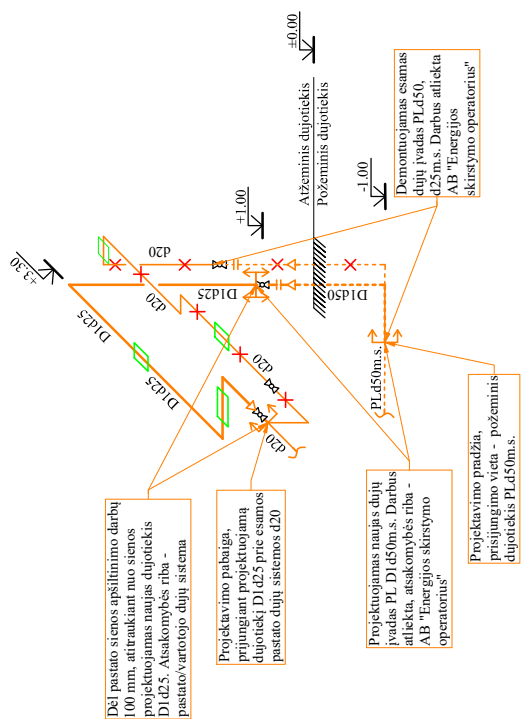 Dėl pastato sienos apšiltinimo darbų
100 mm, atitraukiant nuo sienos
projektuojamas naujas dujotiekis
D1d25. Atsakomybės riba -
pastato/vartotojo dujų sistema
Projektavimo pabaiga,
prijungiant projektuojamą
dujotiekį D1d25 prie esamos
pastato dujų sistemos d20
Projektuojamas naujas dujų
įvadas PL D1d50m.s. Darbus
atliekta, atsakomybės riba -
AB "Energijos skirstymo
operatorius"
Projektavimo pradžia,
prisijungimo vieta - požeminis
dujotiekis PLd50m.s.
Demontuojamas esamas
dujų įvadas PLd50,
d25m.s. Darbus atliekta
AB "Energijos
skirstymo operatorius"
+3.30
D1d25
D1d25
d20
d20
d20
d20
D1d25
D1d50
PLd50m.s.
+1.00
±0.00
-1.00
Atžeminis dujotiekis
Požeminis dujotiekis